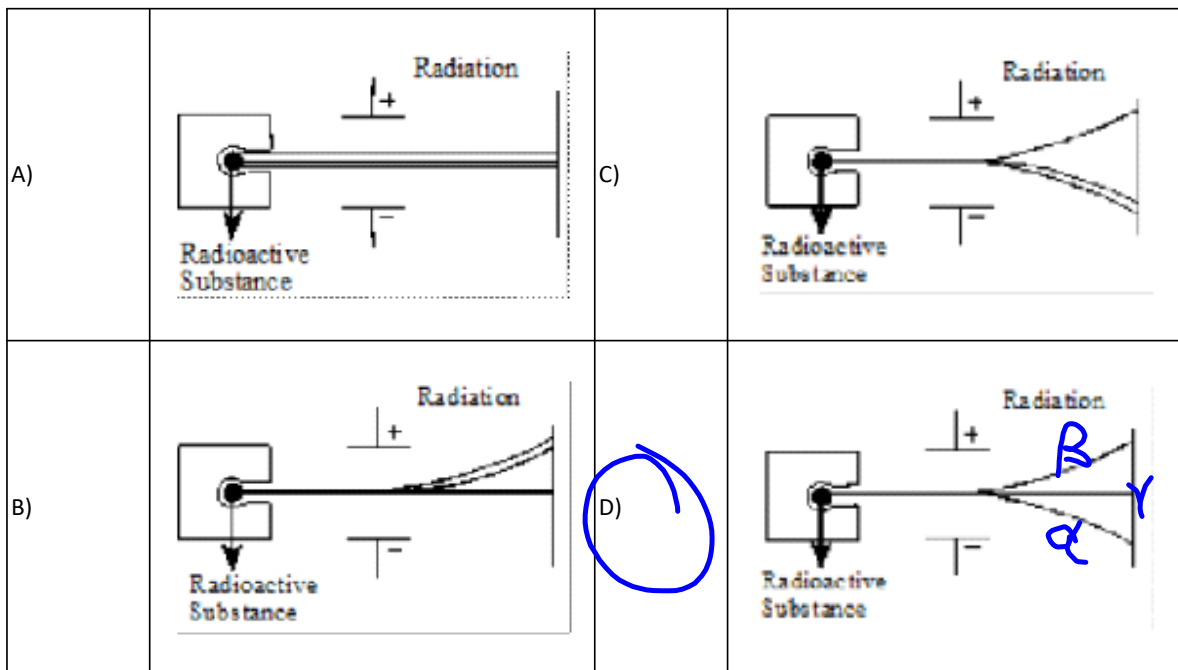 A)
Radiation
+
−
Radioactive
Substance
C)
Radiation
+
−
Radioactive
Substance
B)
Radiation
+
−
Radioactive
Substance
D)
Radiation
+
−
β
γ
α
Radioactive
Substance